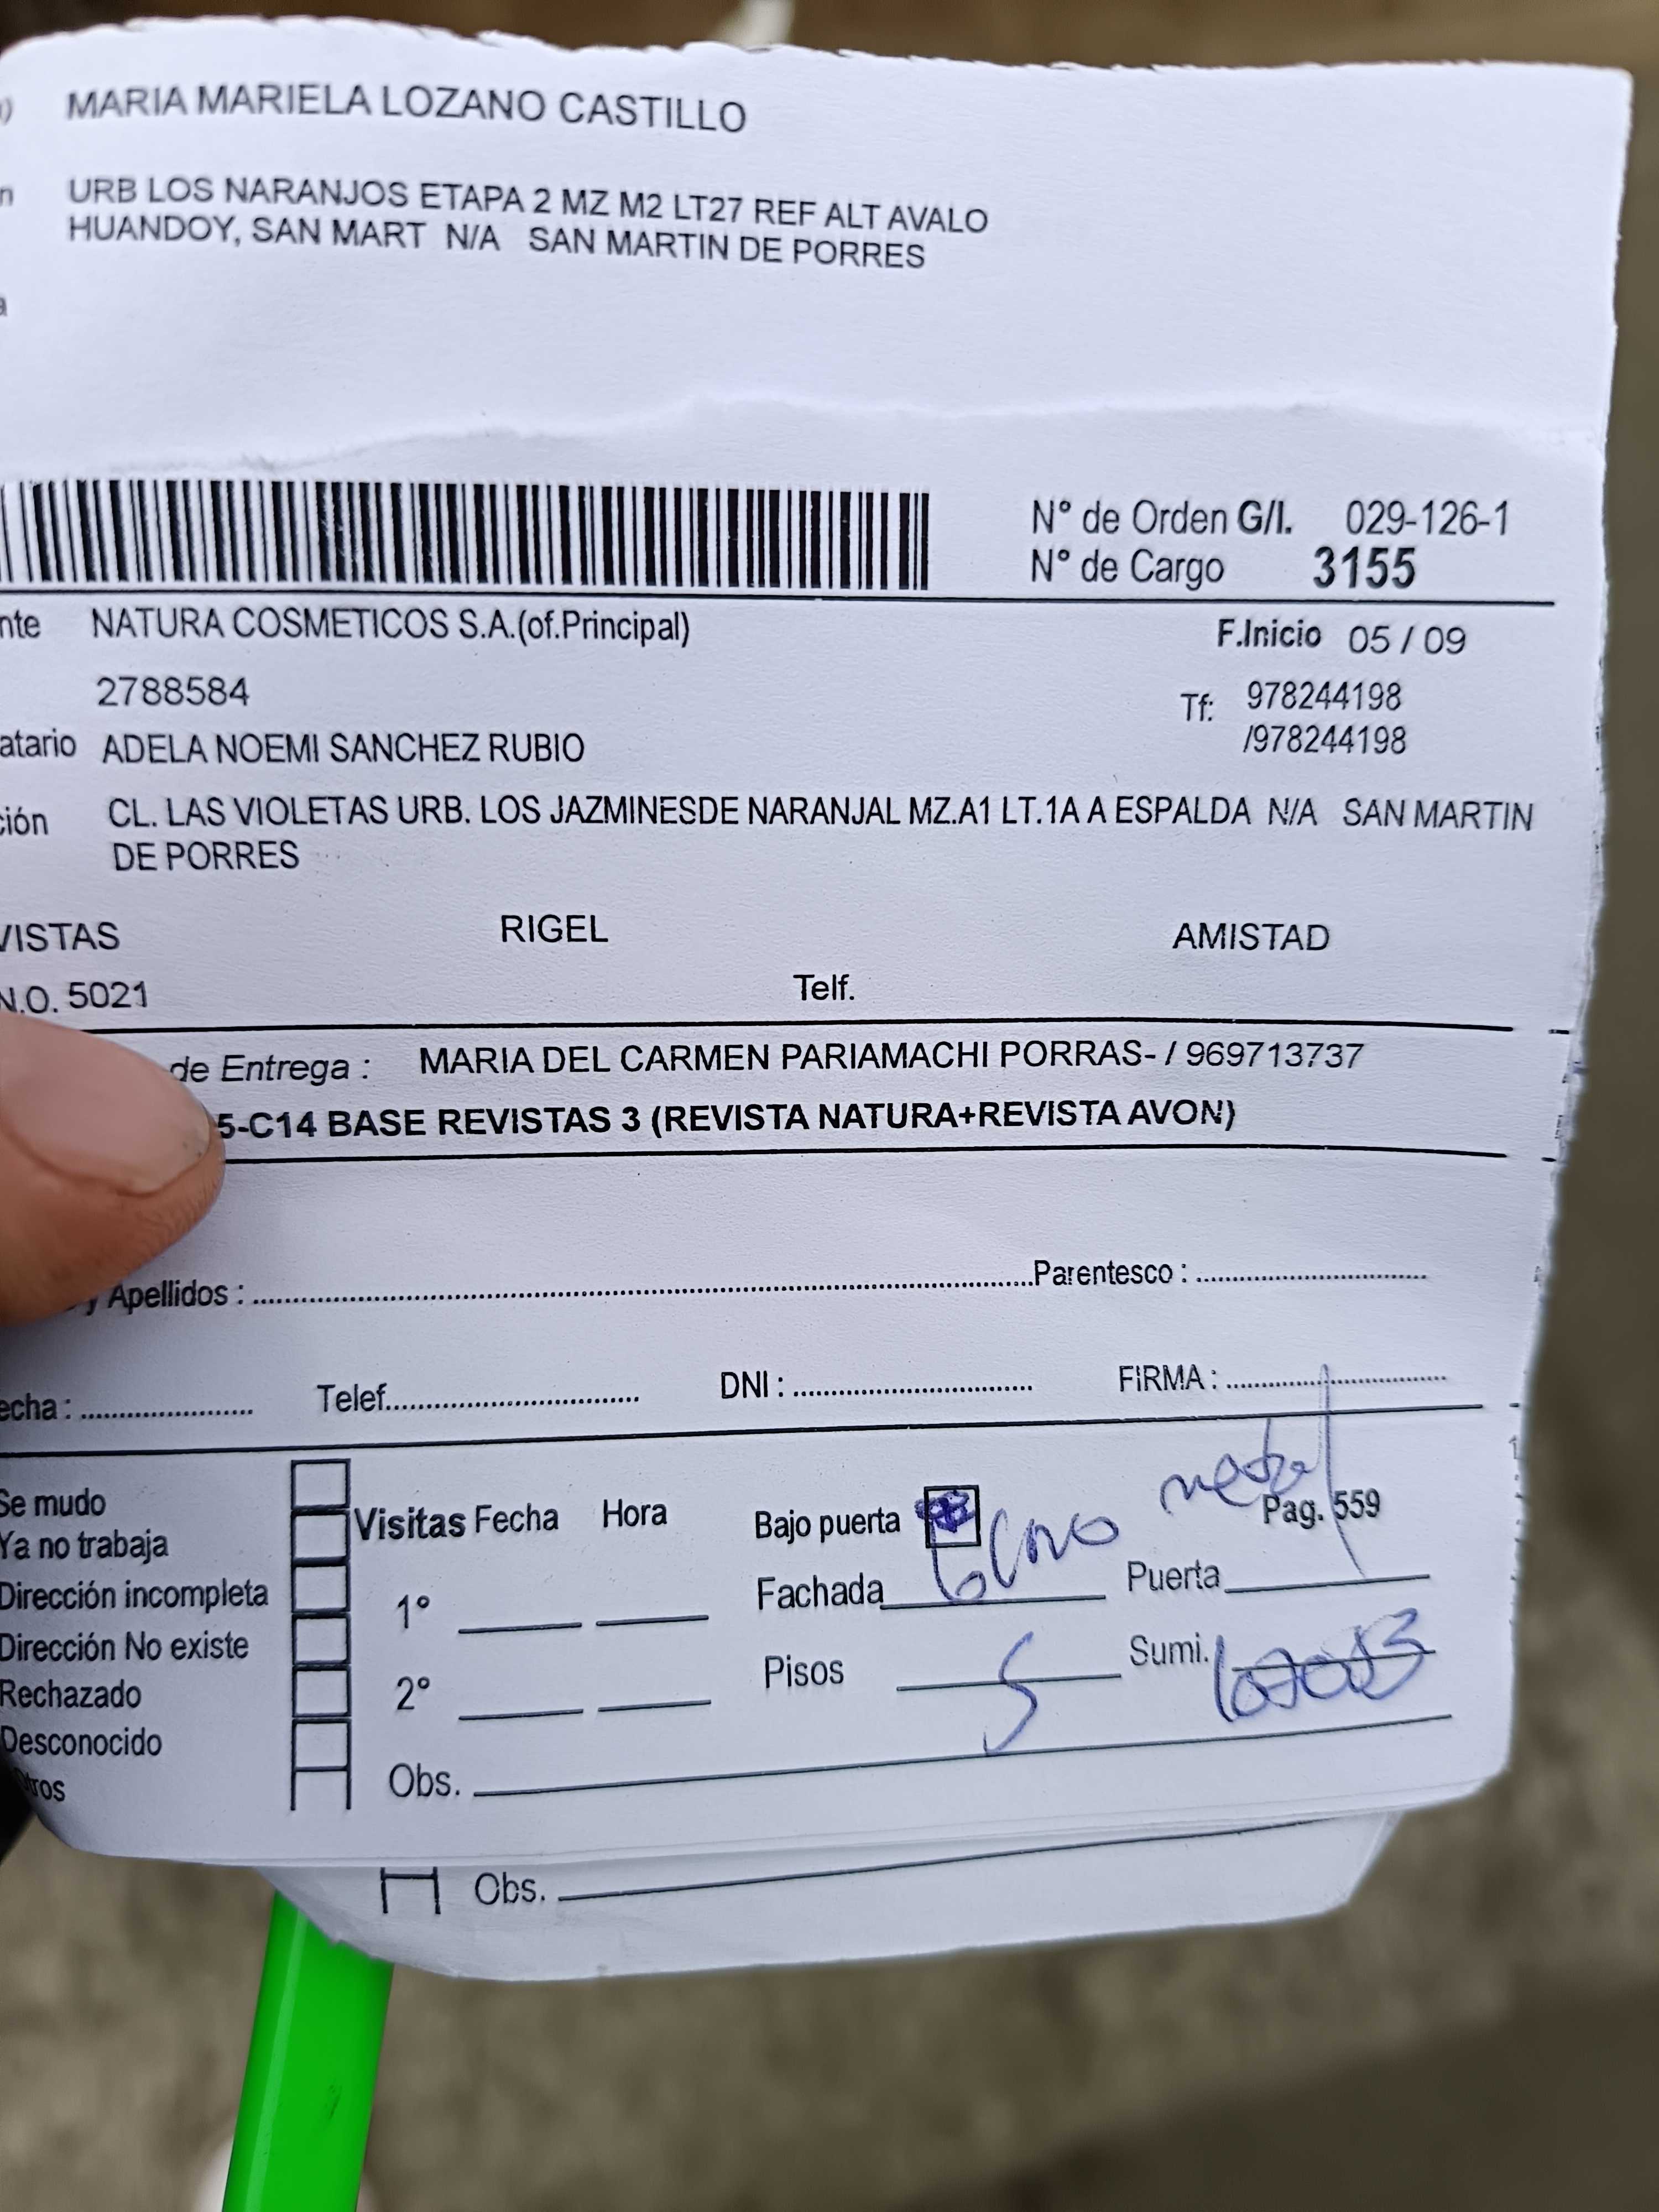 MARIA MARIELA LOZANO CASTILLO
n URB LOS NARANJOS ETAPA 2 MZ M2 LT27 REF ALT AVALO
HUANDOY, SAN MART N/A SAN MARTIN DE PORRES
a
N° de Orden G/I. 029-126-1
N° de Cargo 3155
nte NATURA COSMETICOS S.A.(of.Principal) F.Inicio 05 / 09
2788584 Tf: 978244198
/978244198
atario ADELA NOEMI SANCHEZ RUBIO
ción CL. LAS VIOLETAS URB. LOS JAZMINESDE NARANJAL MZ.A1 LT.1A A ESPALDA N/A SAN MARTIN
DE PORRES
VISTAS RIGEL AMISTAD
N.O. 5021 Telf.
de Entrega : MARIA DEL CARMEN PARIAMACHI PORRAS- / 969713737
5-C14 BASE REVISTAS 3 (REVISTA NATURA+REVISTA AVON)
y Apellidos : Parentesco :
echa : Telef. DNI : FIRMA :
Se mudo
Ya no trabaja
Dirección incompleta
Dirección No existe
Rechazado
Desconocido
Otros
Visitas Fecha Hora
1°
2°
Obs.
Bajo puerta Pag. 559
Fachada Puerta
Pisos 5 Sumi.
Obs.